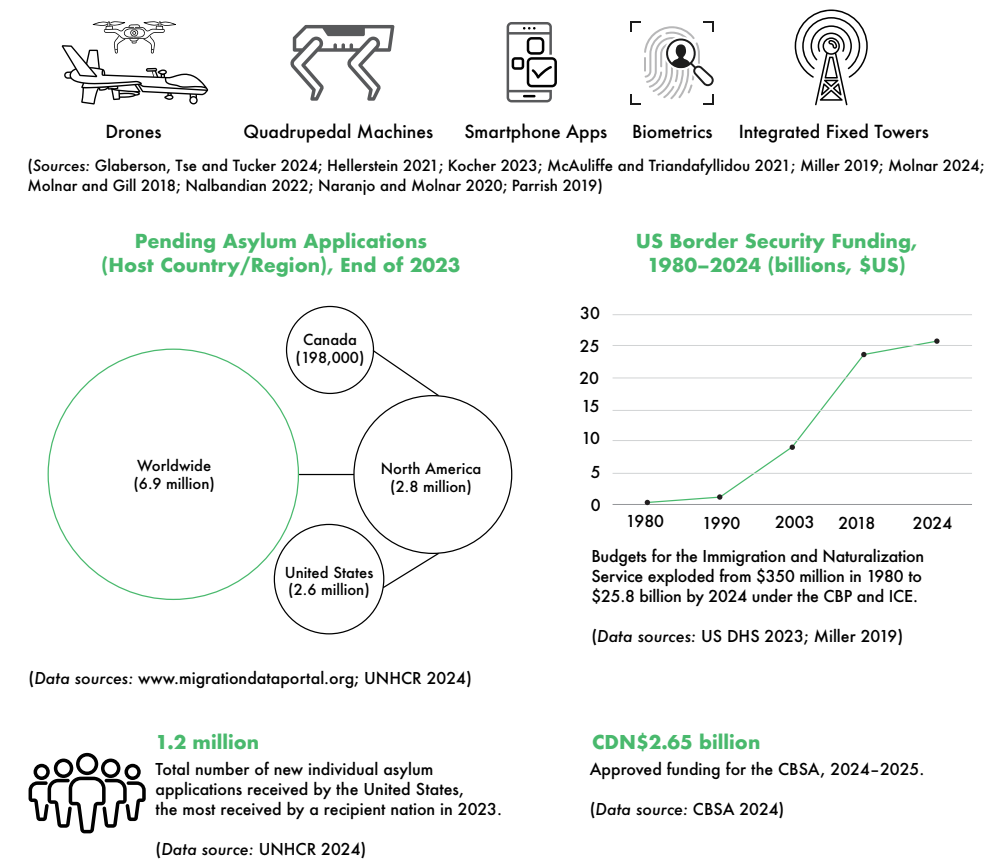 Drones
Quadrupedal Machines
Smartphone Apps
Biometrics
Integrated Fixed Towers
(Sources: Glaberson, Tse and Tucker 2024; Hellerstein 2021; Kocher 2023; McAuliffe and Triandafyllidou 2021; Miller 2019; Molnar 2024;
Molnar and Gill 2018; Nalbandian 2022; Naranjo and Molnar 2020; Parrish 2019)
Pending Asylum Applications
(Host Country/Region), End of 2023
Canada
(198,000)
Worldwide
(6.9 million)
North America
(2.8 million)
United States
(2.6 million)
(Data sources: www.migrationdataportal.org; UNHCR 2024)
US Border Security Funding,
1980–2024 (billions, $US)
30
25
20
15
10
5
0
1980
1990
2003
2018
2024
Budgets for the Immigration and Naturalization
Service exploded from $350 million in 1980 to
$25.8 billion by 2024 under the CBP and ICE.
(Data sources: US DHS 2023; Miller 2019)
1.2 million
Total number of new individual asylum
applications received by the United States,
the most received by a recipient nation in 2023.
(Data source: UNHCR 2024)
CDN$2.65 billion
Approved funding for the CBSA, 2024–2025.
(Data source: CBSA 2024)